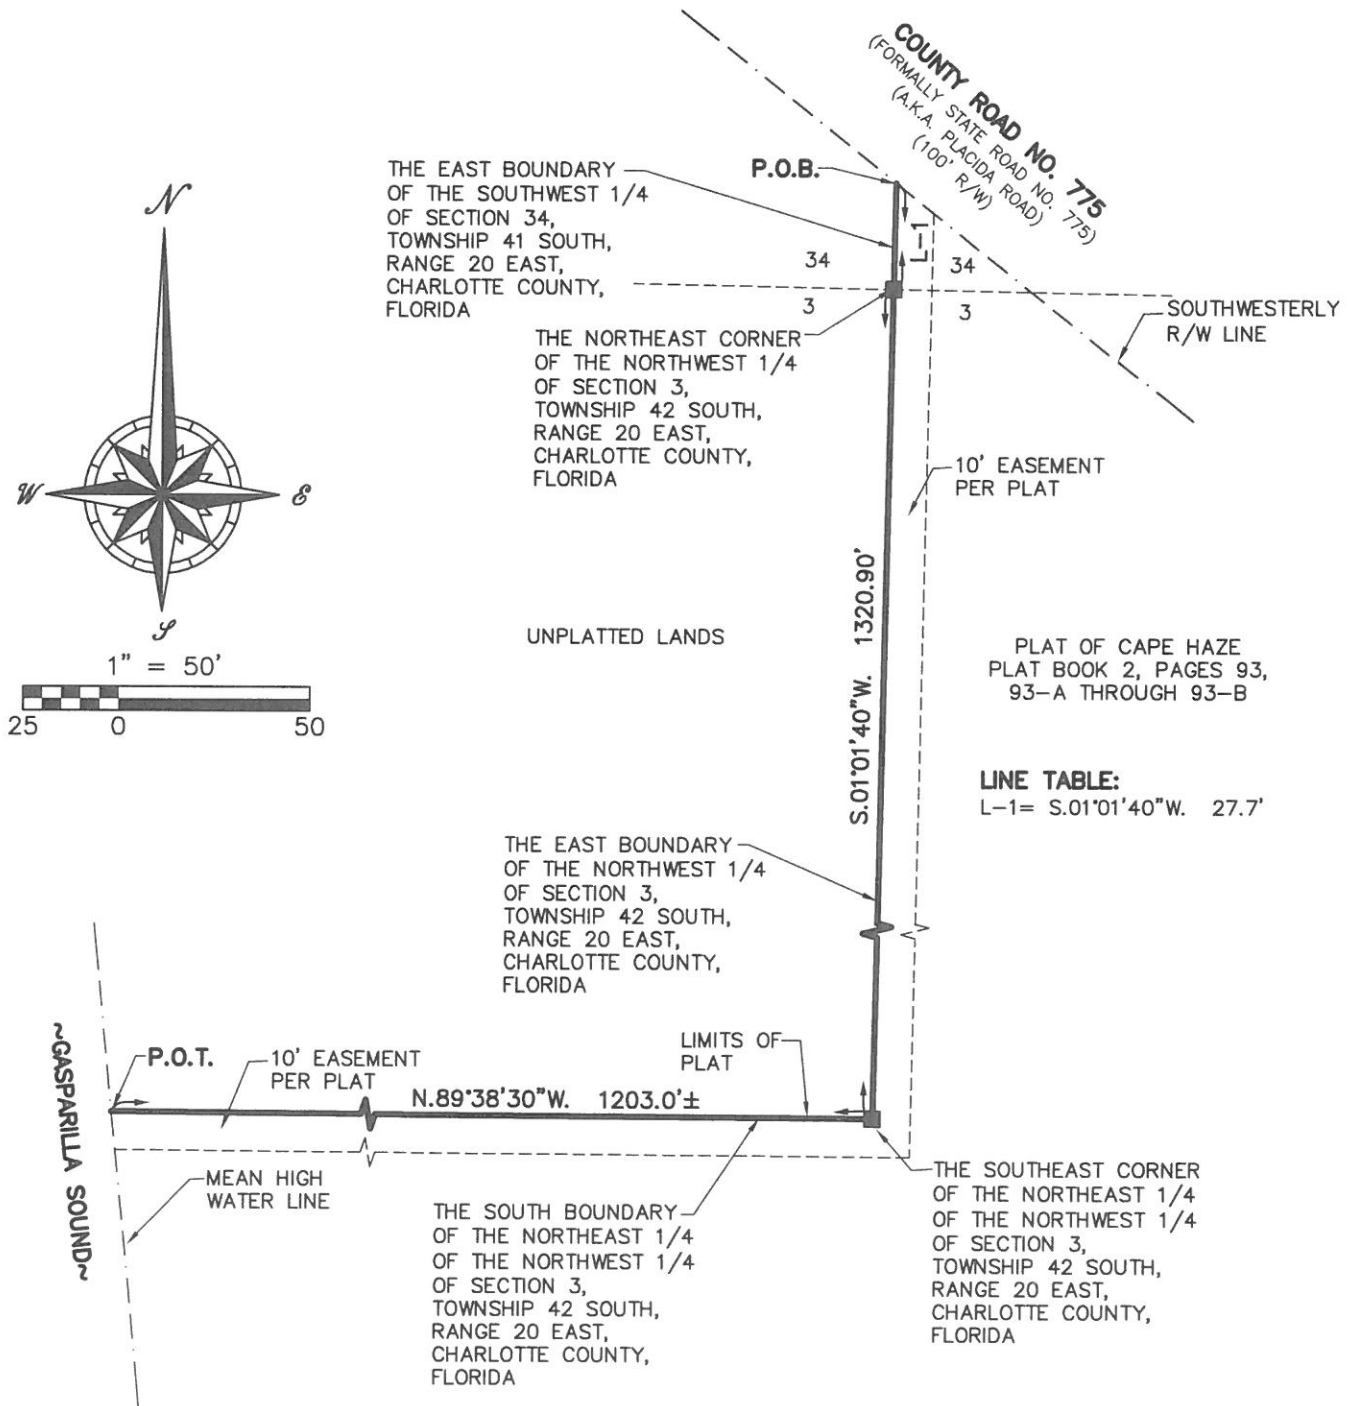 COUNTY ROAD NO. 775
(FORMALLY STATE ROAD NO. 775)
(A.K.A. PLACIDA ROAD)
(100' R/W)
P.O.B.
THE EAST BOUNDARY
OF THE SOUTHWEST 1/4
OF SECTION 34,
TOWNSHIP 41 SOUTH,
RANGE 20 EAST,
CHARLOTTE COUNTY,
FLORIDA
N
W
E
S
1" = 50'
25 0 50
L-1
34
34
3
3
SOUTHWESTERLY
R/W LINE
THE NORTHEAST CORNER
OF THE NORTHWEST 1/4
OF SECTION 3,
TOWNSHIP 42 SOUTH,
RANGE 20 EAST,
CHARLOTTE COUNTY,
FLORIDA
10' EASEMENT
PER PLAT
S.01°01'40"W. 1320.90'
UNPLATTED LANDS
PLAT OF CAPE HAZE
PLAT BOOK 2, PAGES 93,
93-A THROUGH 93-B
LINE TABLE:
L-1= S.01°01'40"W. 27.7'
THE EAST BOUNDARY
OF THE NORTHWEST 1/4
OF SECTION 3,
TOWNSHIP 42 SOUTH,
RANGE 20 EAST,
CHARLOTTE COUNTY,
FLORIDA
~GASPARILLA SOUND~
P.O.T.
10' EASEMENT
PER PLAT
LIMITS OF
PLAT
N.89°38'30"W. 1203.0'±
MEAN HIGH
WATER LINE
THE SOUTH BOUNDARY
OF THE NORTHEAST 1/4
OF THE NORTHWEST 1/4
OF SECTION 3,
TOWNSHIP 42 SOUTH,
RANGE 20 EAST,
CHARLOTTE COUNTY,
FLORIDA
THE SOUTHEAST CORNER
OF THE NORTHEAST 1/4
OF THE NORTHWEST 1/4
OF SECTION 3,
TOWNSHIP 42 SOUTH,
RANGE 20 EAST,
CHARLOTTE COUNTY,
FLORIDA